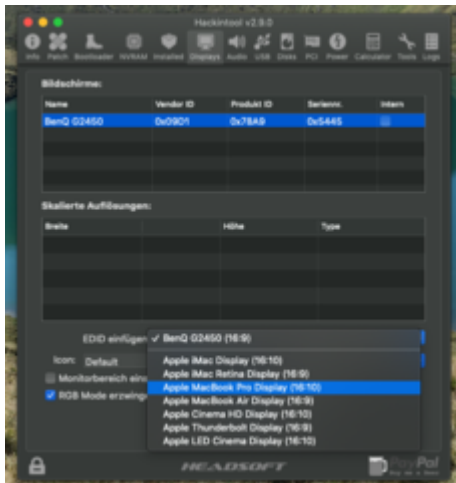 Hackintool v2.9.0
Info Patch Bootloader NVRAM Installed Displays Audio USB Disks PCI Power Calculator Tools Logs
Bildschirme:
Name Vendor ID Produkt ID Seriennr. Intern
BenQ G2450 0x09D1 0x78A9 0x5445
Skalierte Auflösungen:
Breite Höhe Type
EDID einfügen ✓ BenQ G2450 (16:9)
Apple iMac Display (16:10)
Icon: Default
Apple iMac Retina Display (16:9)
Monitorbereich eins
Apple MacBook Pro Display (16:10)
RGB Mode erzwing
Apple MacBook Air Display (16:9)
Apple Cinema HD Display (16:10)
Apple Thunderbolt Display (16:9)
Apple LED Cinema Display (16:10)
HEADSOFT
PayPal